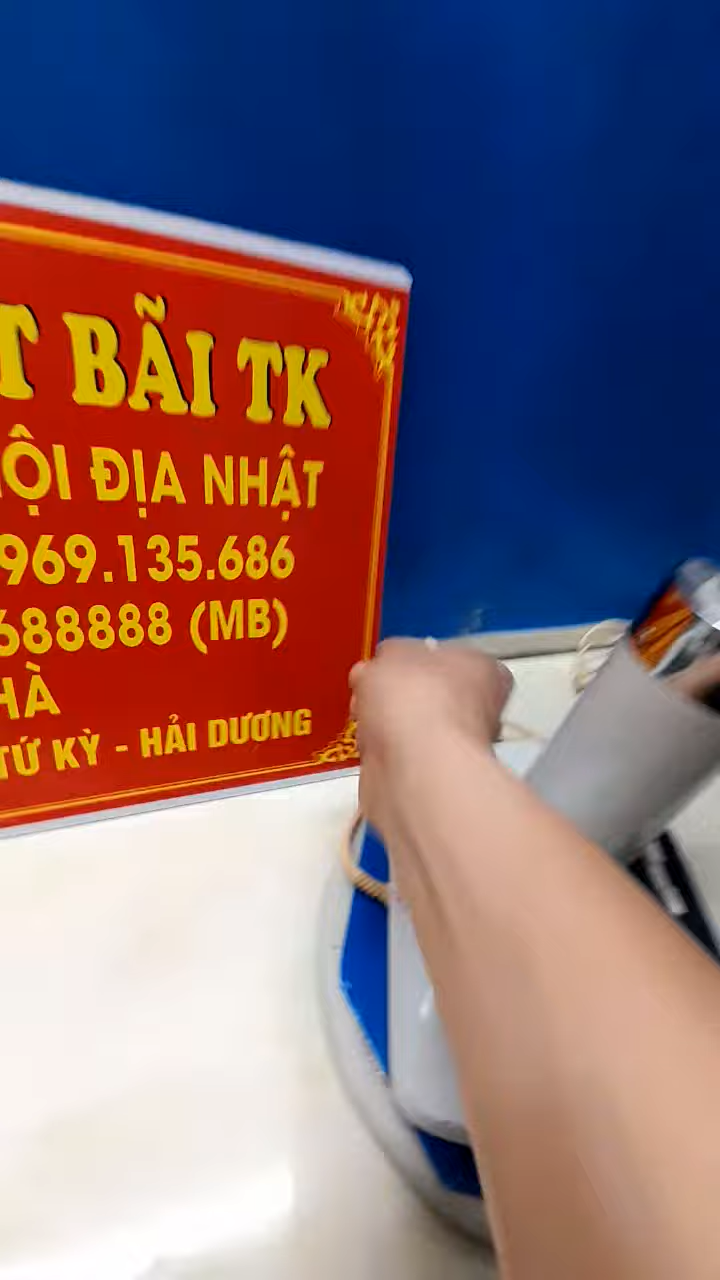 T BÃI TK
ỘI ĐỊA NHẬT
969.135.686
688888 (MB)
HÀ
TỨ KỲ - HẢI DƯƠNG